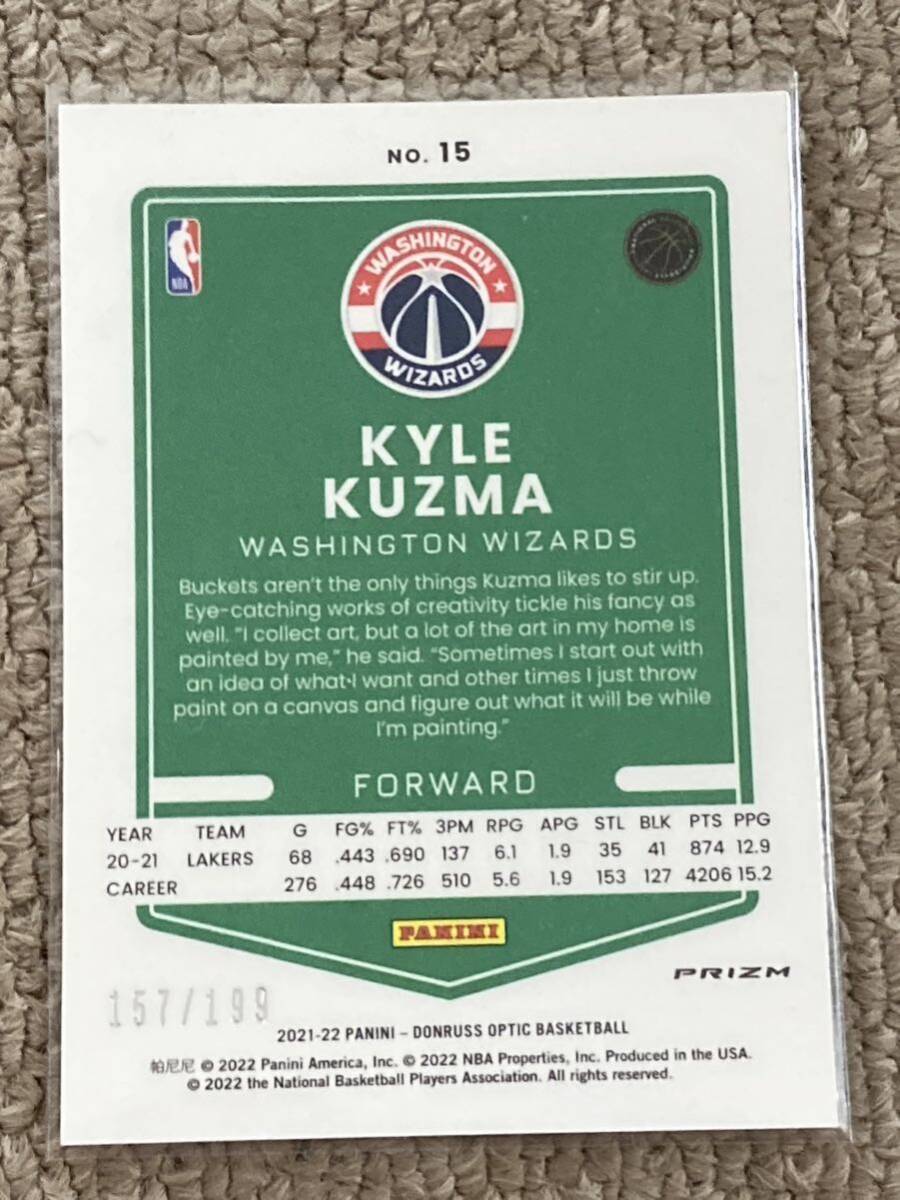 NO. 15
NBA
WASHINGTON
WIZARDS
KYLE
KUZMA
WASHINGTON WIZARDS
Buckets aren't the only things Kuzma likes to stir up.
Eye-catching works of creativity tickle his fancy as
well. "I collect art, but a lot of the art in my home is
painted by me," he said. "Sometimes I start out with
an idea of what I want and other times I just throw
paint on a canvas and figure out what it will be while
I'm painting."
FORWARD
YEAR TEAM G FG% FT% 3PM RPG APG STL BLK PTS PPG
20-21 LAKERS 68 .443 .690 137 6.1 1.9 35 41 874 12.9
CAREER 276 .448 .726 510 5.6 1.9 153 127 4206 15.2
PANINI
PRIZM
157/199
2021-22 PANINI – DONRUSS OPTIC BASKETBALL
帕尼尼 © 2022 Panini America, Inc. © 2022 NBA Properties, Inc. Produced in the USA.
© 2022 the National Basketball Players Association. All rights reserved.